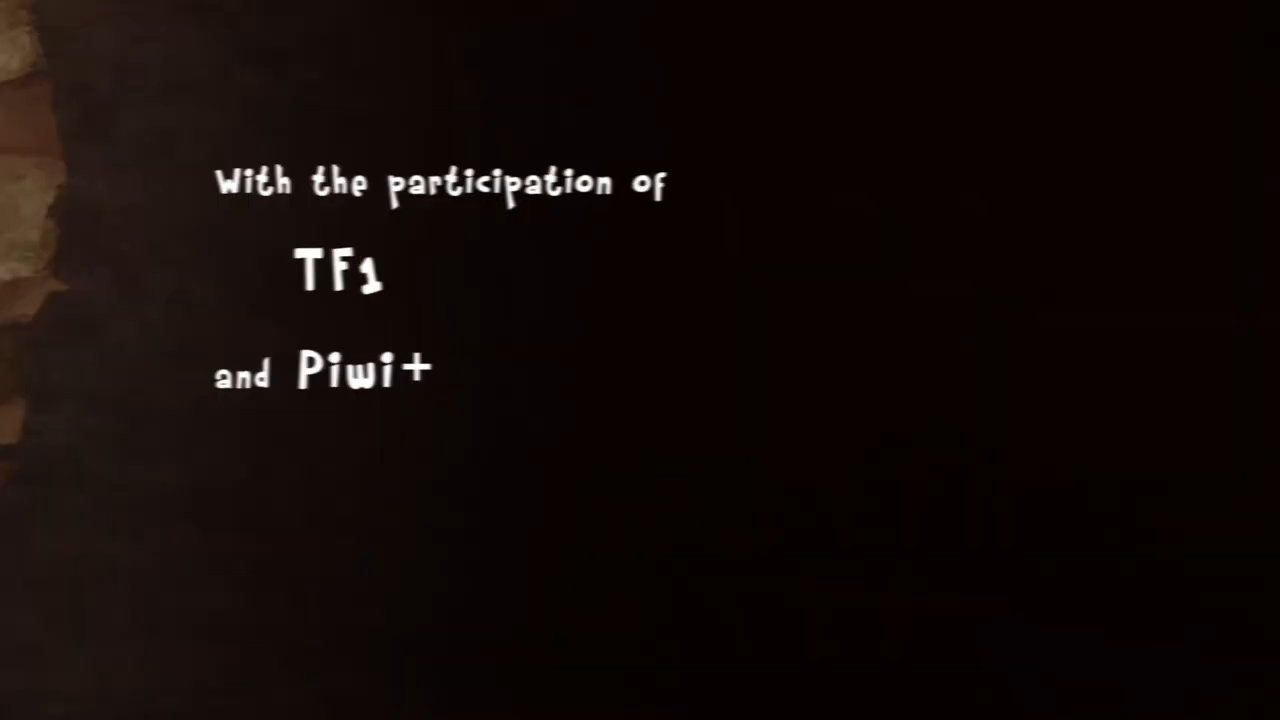 With the participation of
TF1
and Piwi+